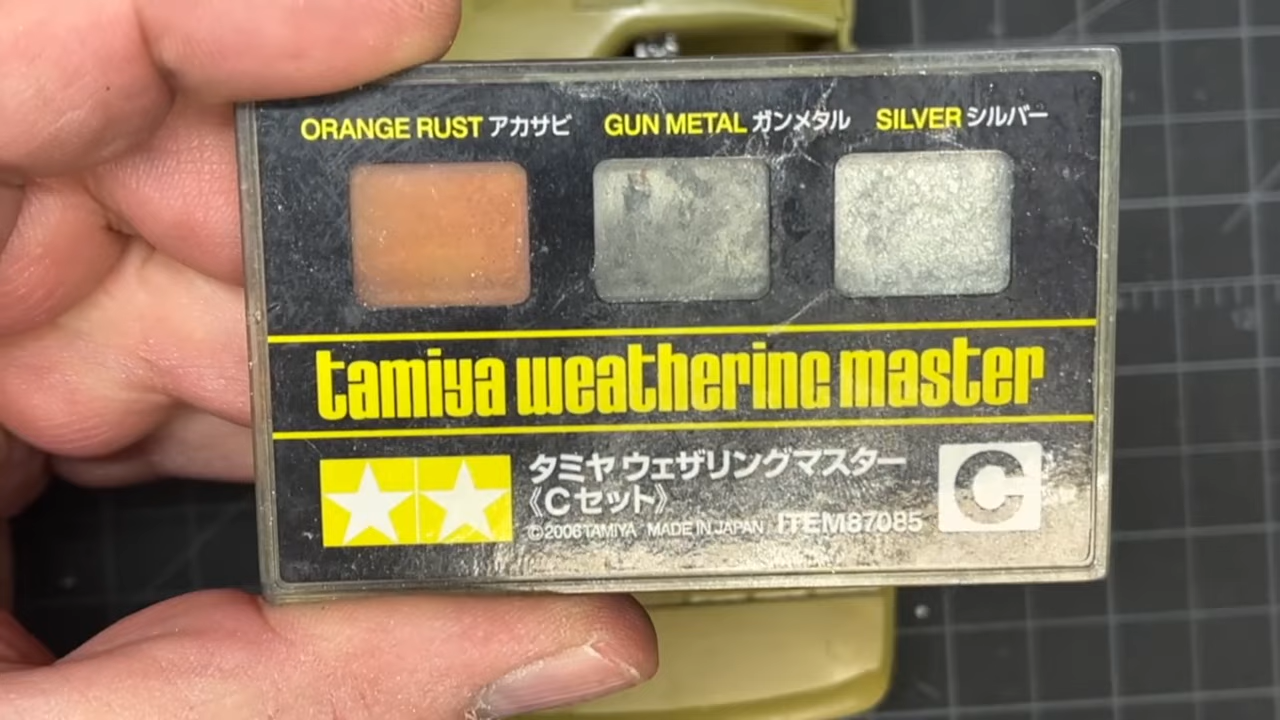 ORANGE RUST アカサビ GUN METAL ガンメタル SILVER シルバー
tamiya weathering master
タミヤ ウェザリングマスター
《Cセット》
©2006 TAMIYA MADE IN JAPAN ITEM87085
C